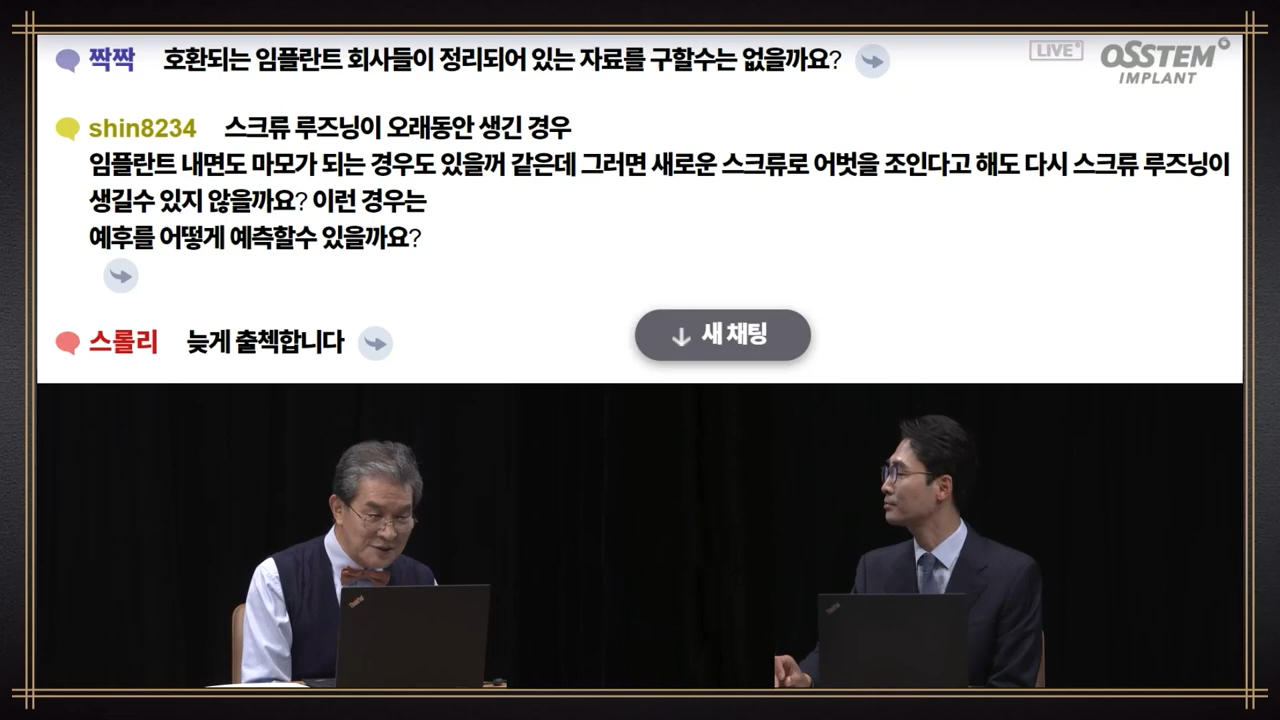 짝짝 호환되는 임플란트 회사들이 정리되어 있는 자료를 구할수는 없을까요?
LIVE
OSSTEM
IMPLANT
shin8234 스크류 루즈닝이 오래동안 생긴 경우
임플란트 내면도 마모가 되는 경우도 있을꺼 같은데 그러면 새로운 스크류로 어벗을 조인다고 해도 다시 스크류 루즈닝이
생길수 있지 않을까요? 이런 경우는
예후를 어떻게 예측할수 있을까요?
스롤리 늦게 출첵합니다
새 채팅
ThinkPad
ThinkPad